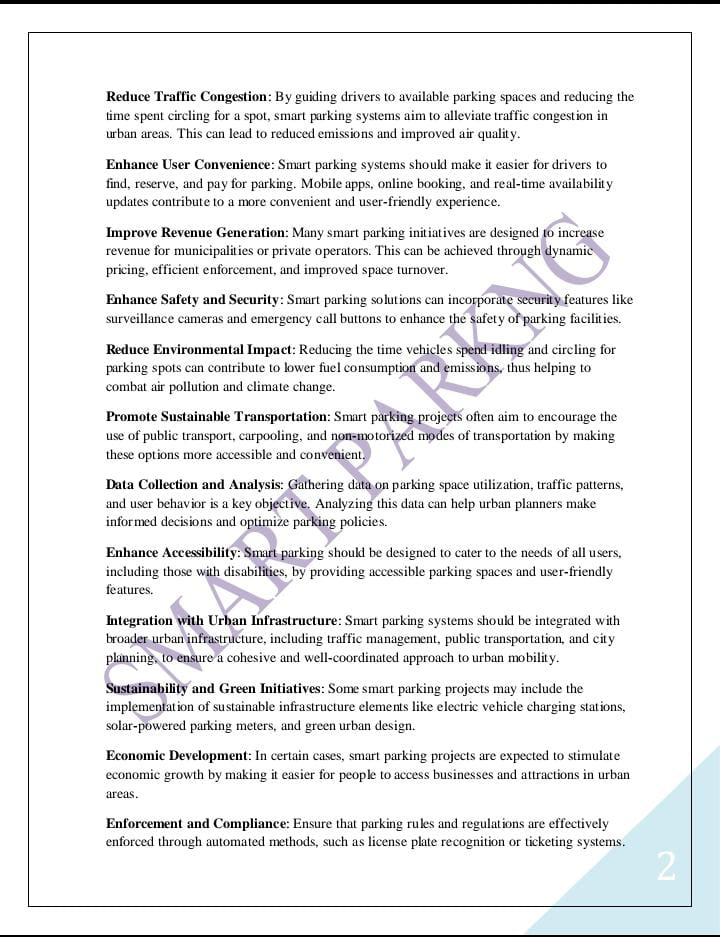 Reduce Traffic Congestion: By guiding drivers to available parking spaces and reducing the
time spent circling for a spot, smart parking systems aim to alleviate traffic congestion in
urban areas. This can lead to reduced emissions and improved air quality.
Enhance User Convenience: Smart parking systems should make it easier for drivers to
find, reserve, and pay for parking. Mobile apps, online booking, and real-time availability
updates contribute to a more convenient and user-friendly experience.
Improve Revenue Generation: Many smart parking initiatives are designed to increase
revenue for municipalities or private operators. This can be achieved through dynamic
pricing, efficient enforcement, and improved space turnover.
Enhance Safety and Security: Smart parking solutions can incorporate security features like
surveillance cameras and emergency call buttons to enhance the safety of parking facilities.
Reduce Environmental Impact: Reducing the time vehicles spend idling and circling for
parking spots can contribute to lower fuel consumption and emissions, thus helping to
combat air pollution and climate change.
Promote Sustainable Transportation: Smart parking projects often aim to encourage the
use of public transport, carpooling, and non-motorized modes of transportation by making
these options more accessible and convenient.
Data Collection and Analysis: Gathering data on parking space utilization, traffic patterns,
and user behavior is a key objective. Analyzing this data can help urban planners make
informed decisions and optimize parking policies.
Enhance Accessibility: Smart parking should be designed to cater to the needs of all users,
including those with disabilities, by providing accessible parking spaces and user-friendly
features.
Integration with Urban Infrastructure: Smart parking systems should be integrated with
broader urban infrastructure, including traffic management, public transportation, and city
planning, to ensure a cohesive and well-coordinated approach to urban mobility.
Sustainability and Green Initiatives: Some smart parking projects may include the
implementation of sustainable infrastructure elements like electric vehicle charging stations,
solar-powered parking meters, and green urban design.
Economic Development: In certain cases, smart parking projects are expected to stimulate
economic growth by making it easier for people to access businesses and attractions in urban
areas.
Enforcement and Compliance: Ensure that parking rules and regulations are effectively
enforced through automated methods, such as license plate recognition or ticketing systems.
SMART PARKNG
2